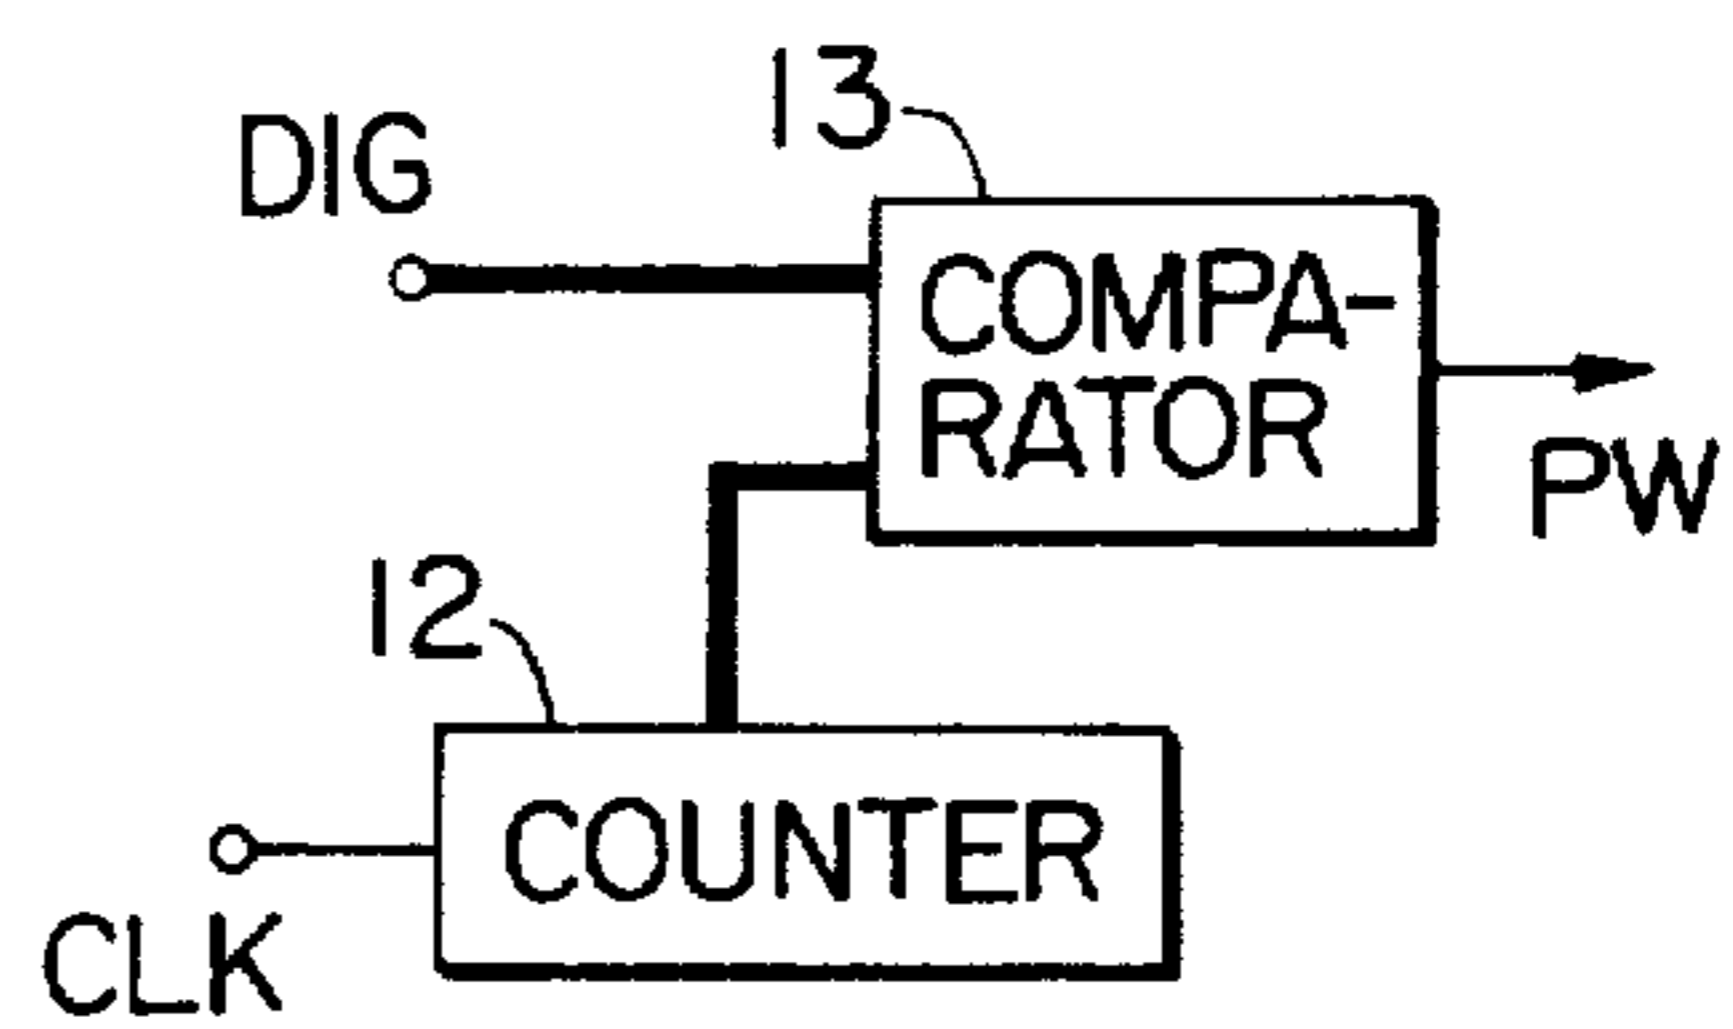 13
DIG
COMPA-
RATOR
PW
12
COUNTER
CLK